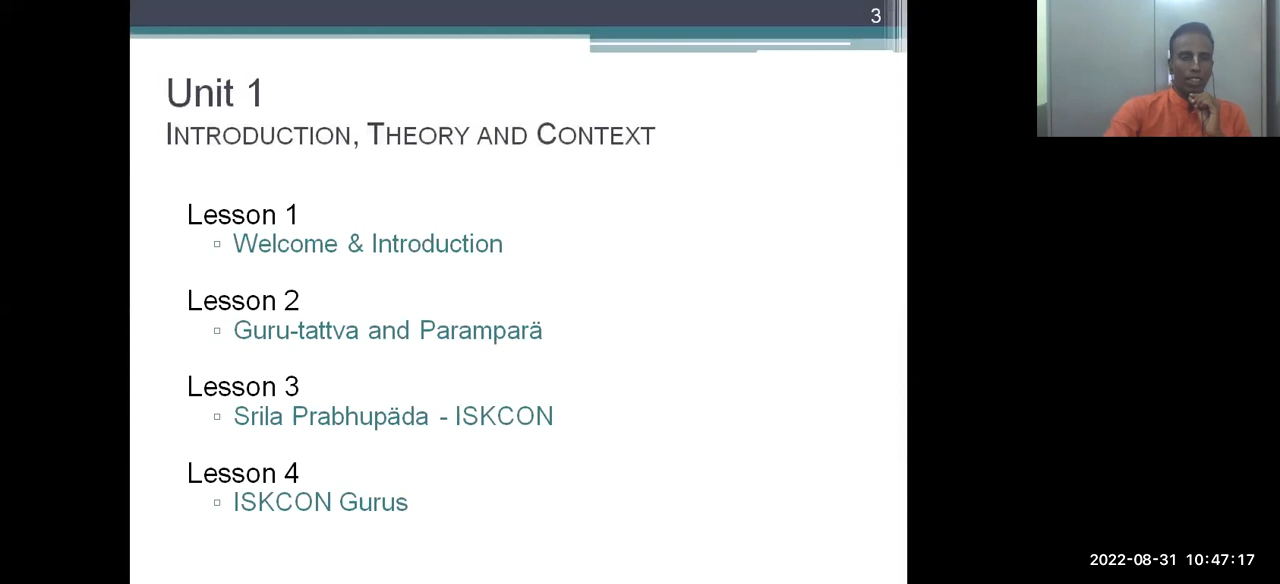 3
Unit 1
INTRODUCTION, THEORY AND CONTEXT
Lesson 1
▫ Welcome & Introduction
Lesson 2
▫ Guru-tattva and Paramparä
Lesson 3
▫ Srila Prabhupäda - ISKCON
Lesson 4
▫ ISKCON Gurus
2022-08-31 10:47:17